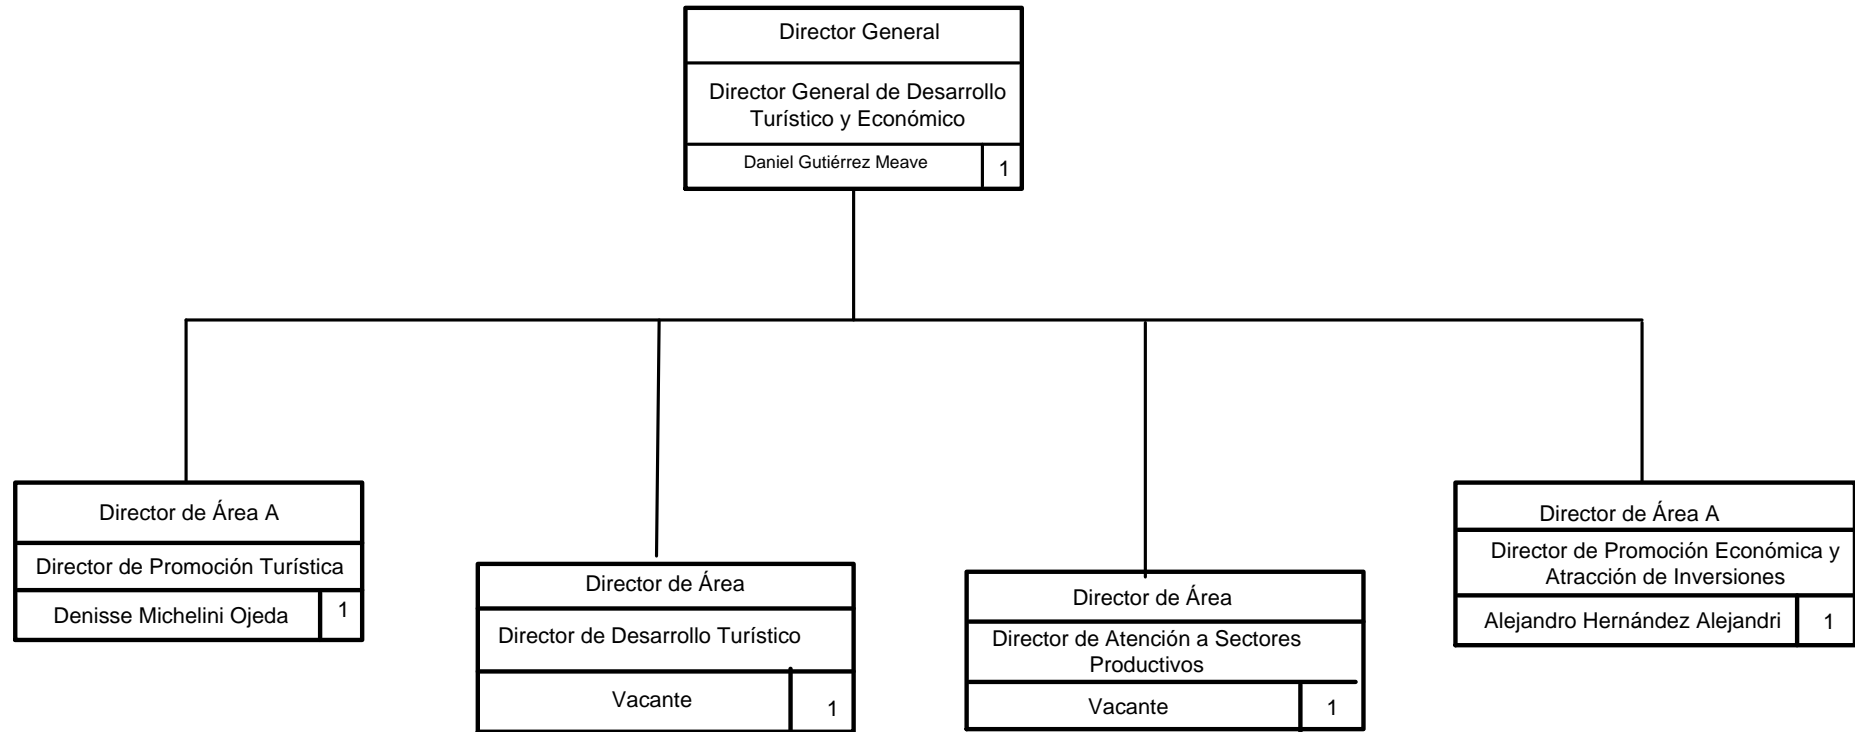 Director General
Director General de Desarrollo
Turístico y Económico
Daniel Gutiérrez Meave
1
Director de Área A
Director de Promoción Turística
Denisse Michelini Ojeda
1
Director de Área
Director de Desarrollo Turístico
Vacante
1
Director de Área
Director de Atención a Sectores
Productivos
Vacante
1
Director de Área A
Director de Promoción Económica y
Atracción de Inversiones
Alejandro Hernández Alejandri
1